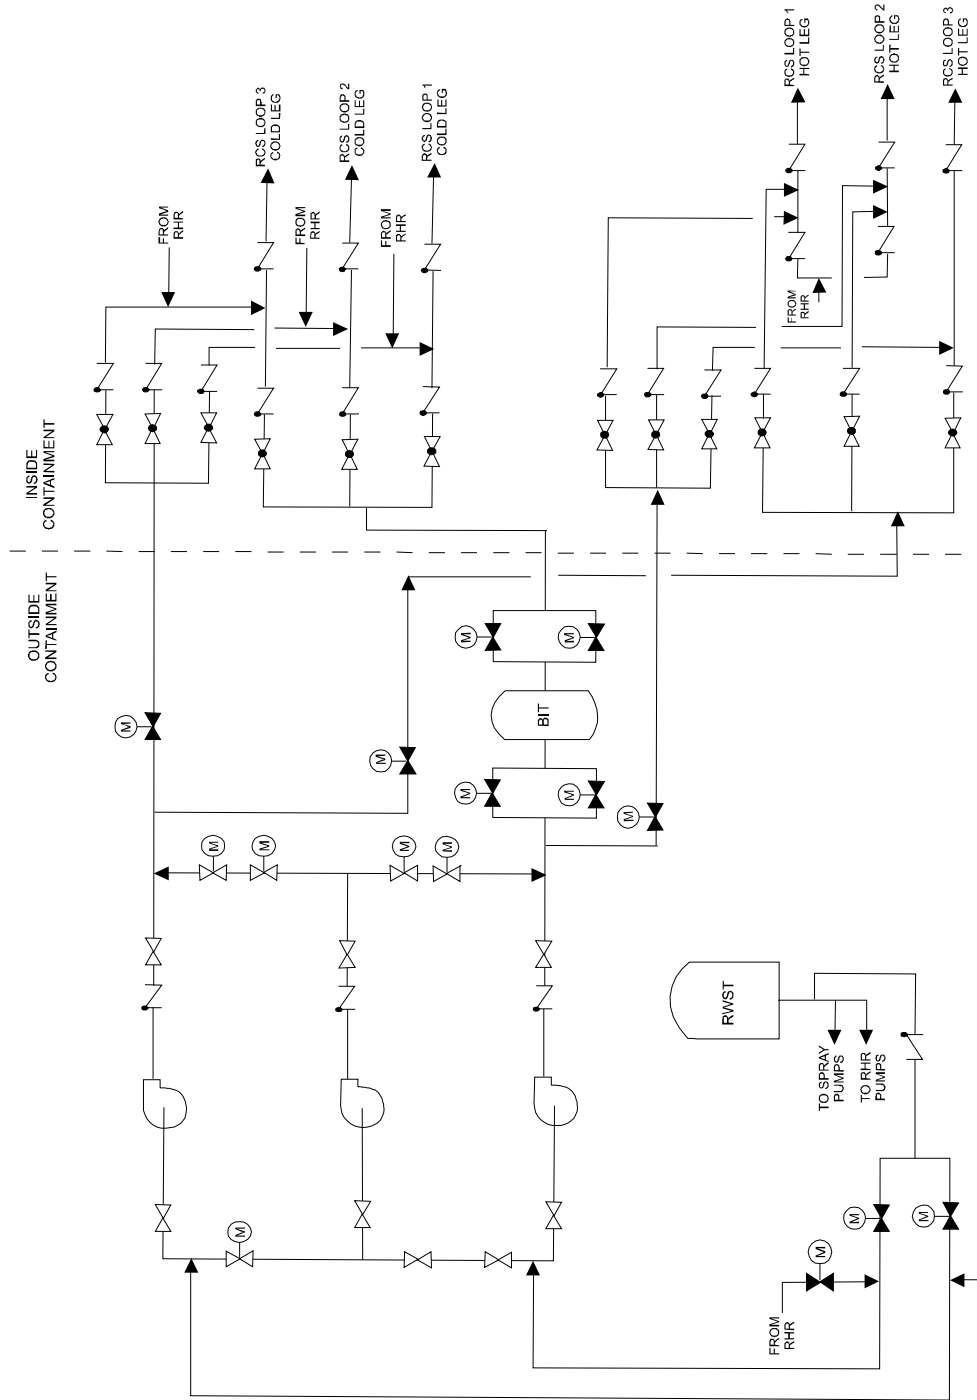 OUTSIDE
CONTAINMENT
INSIDE
CONTAINMENT
M
FROM
RHR
M
M
M
RCS LOOP 3
COLD LEG
FROM
RHR
RCS LOOP 2
COLD LEG
M
FROM
RHR
M
RCS LOOP 1
COLD LEG
M
M
M
BIT
M
M
M
RWST
FROM
RHR
RCS LOOP 1
HOT LEG
FROM
RHR
M
TO SPRAY
PUMPS
M
TO RHR
PUMPS
RCS LOOP 2
HOT LEG
M
RCS LOOP 3
HOT LEG